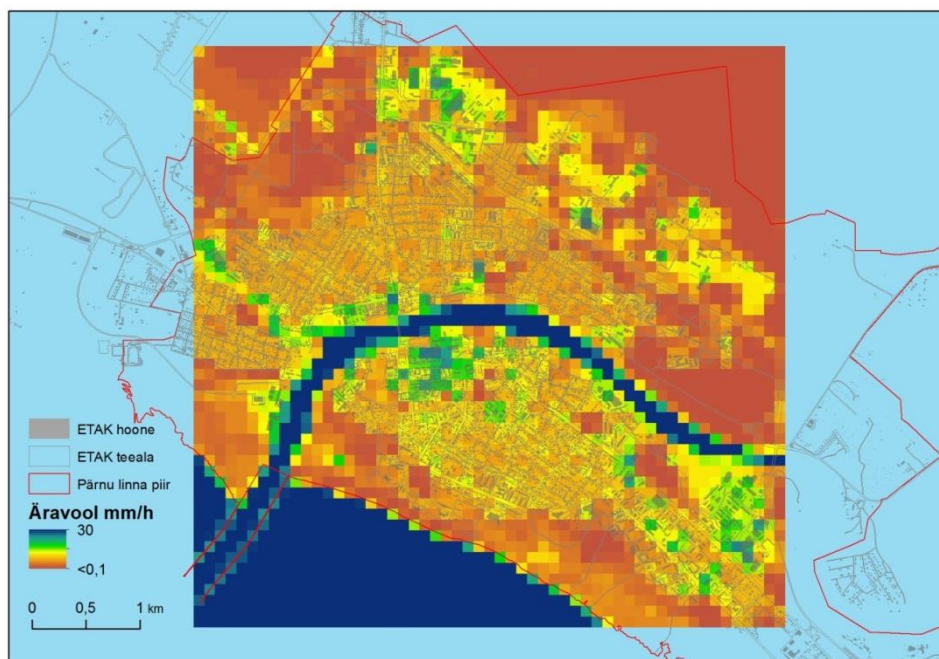 ETAK hoone
ETAK teeala
Pärnu linna piir
Äravool mm/h
30
<0,1
0 0,5 1 km